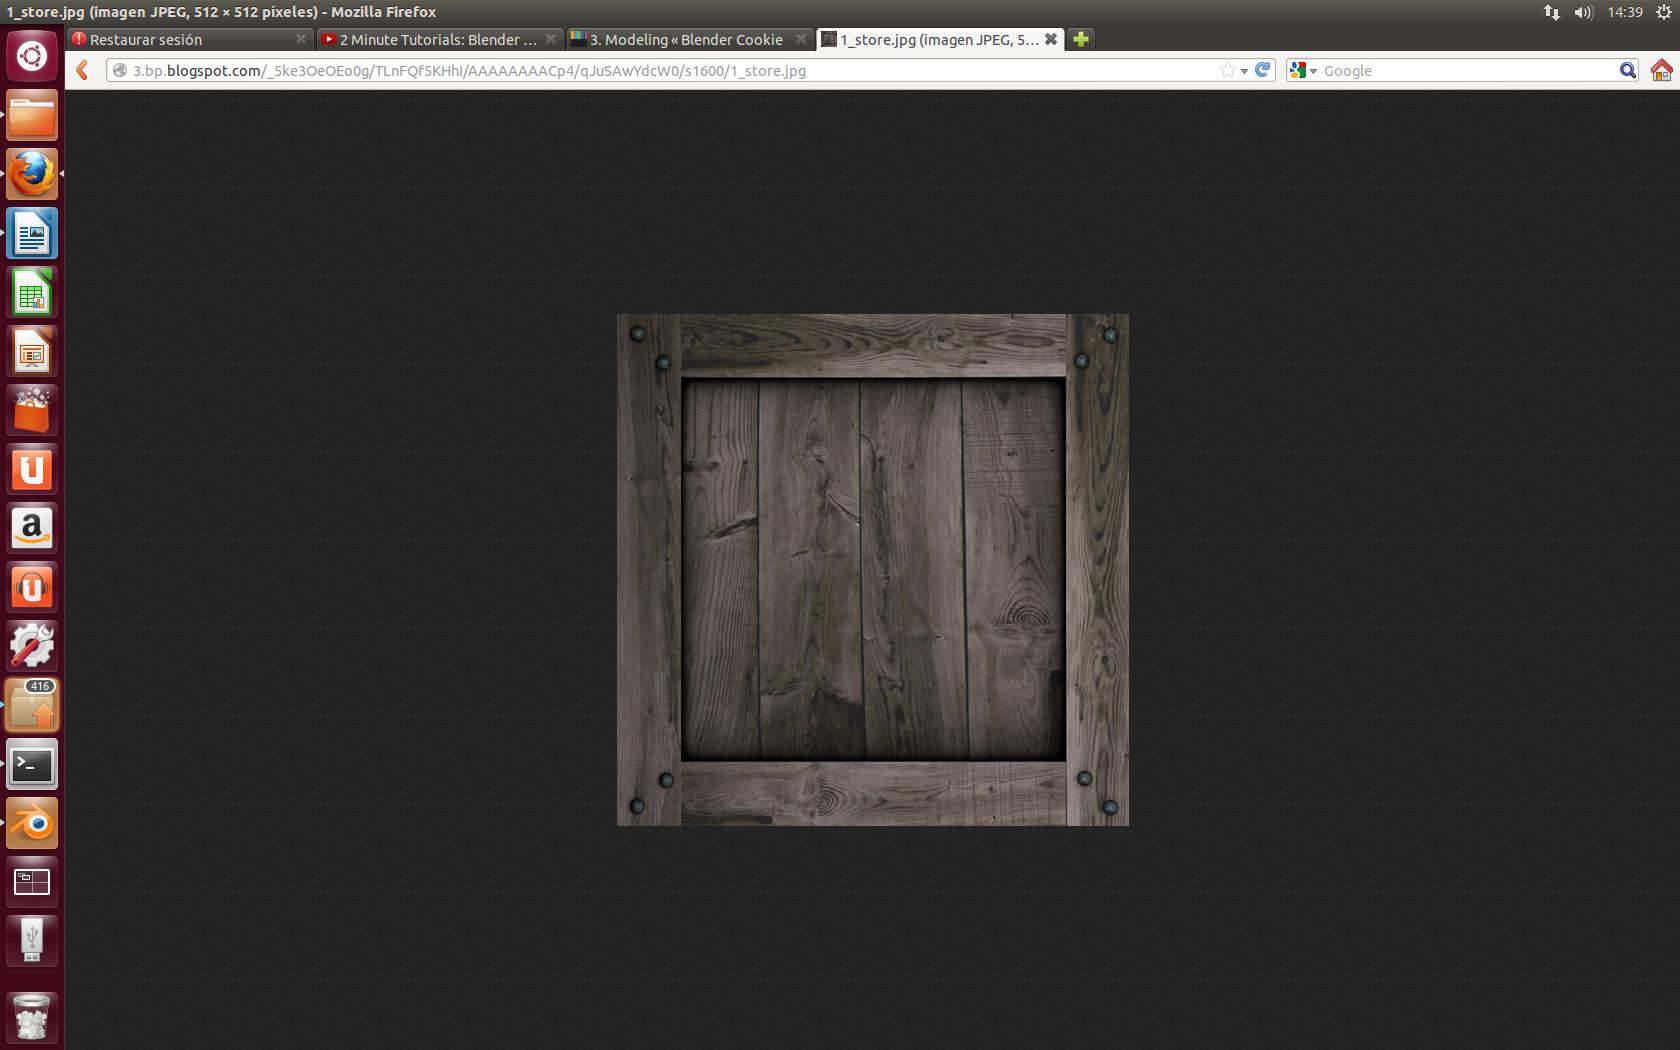 1_store.jpg (imagen JPEG, 512 × 512 píxeles) - Mozilla Firefox
14:39
Restaurar sesión
2 Minute Tutorials: Blender ...
3. Modeling « Blender Cookie
1_store.jpg (imagen JPEG, 5...
3.bp.blogspot.com/_5ke3OeOEo0g/TLnFQf5KHhI/AAAAAAAACp4/qJuSAwYdcW0/s1600/1_store.jpg
Google
416